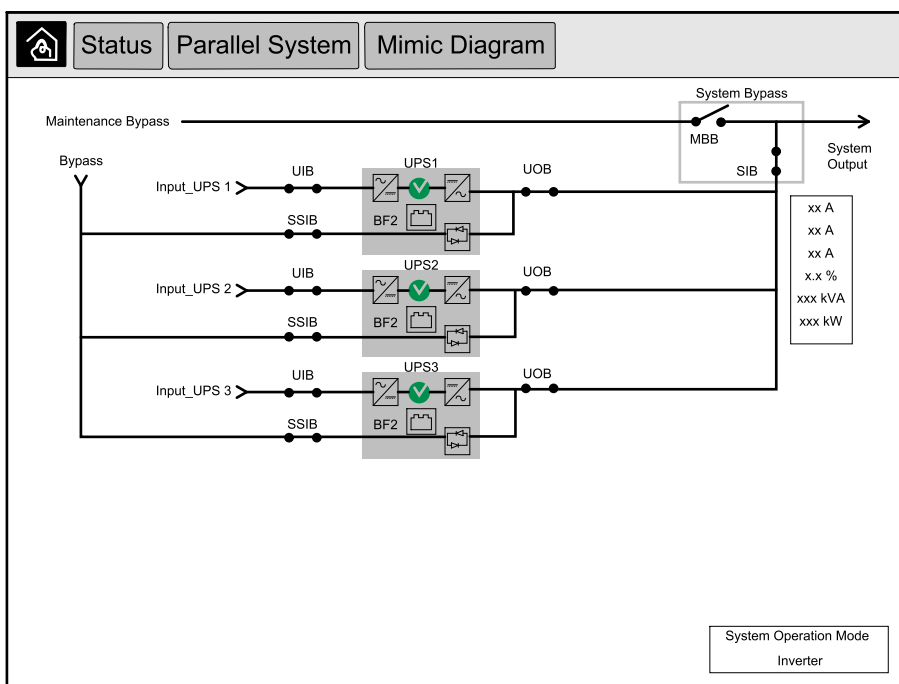 Status
Parallel System
Mimic Diagram
System Bypass
Maintenance Bypass
MBB
System
Output
SIB
Bypass
UIB
UPS1
UOB
Input_UPS 1
SSIB
BF2
xx A
xx A
xx A
x.x %
xxx kVA
xxx kW
UIB
UPS2
UOB
Input_UPS 2
SSIB
BF2
UIB
UPS3
UOB
Input_UPS 3
SSIB
BF2
System Operation Mode
Inverter